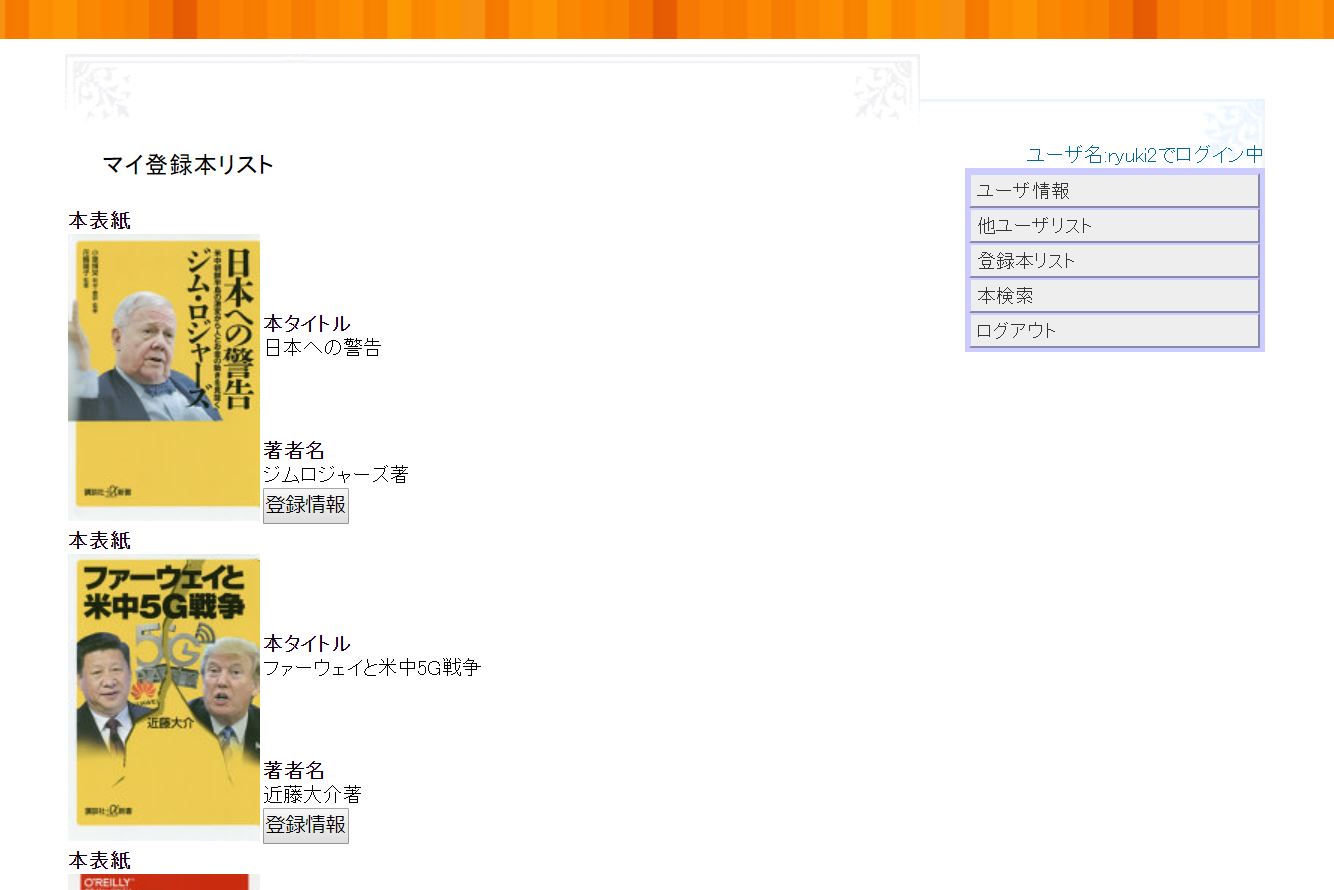 マイ登録本リスト
ユーザ名:ryuki2でログイン中
ユーザ情報
他ユーザリスト
登録本リスト
本検索
ログアウト
本表紙
日本への警告
米中朝鮮半島の激変から人とお金の動きを見抜く
ジム・ロジャーズ
講談社+α新書
本タイトル
日本への警告
著者名
ジムロジャーズ著
登録情報
本表紙
ファーウェイと
米中5G戦争
5G
HUAWEI
近藤大介
講談社+α新書
本タイトル
ファーウェイと米中5G戦争
著者名
近藤大介著
登録情報
本表紙
O'REILLY